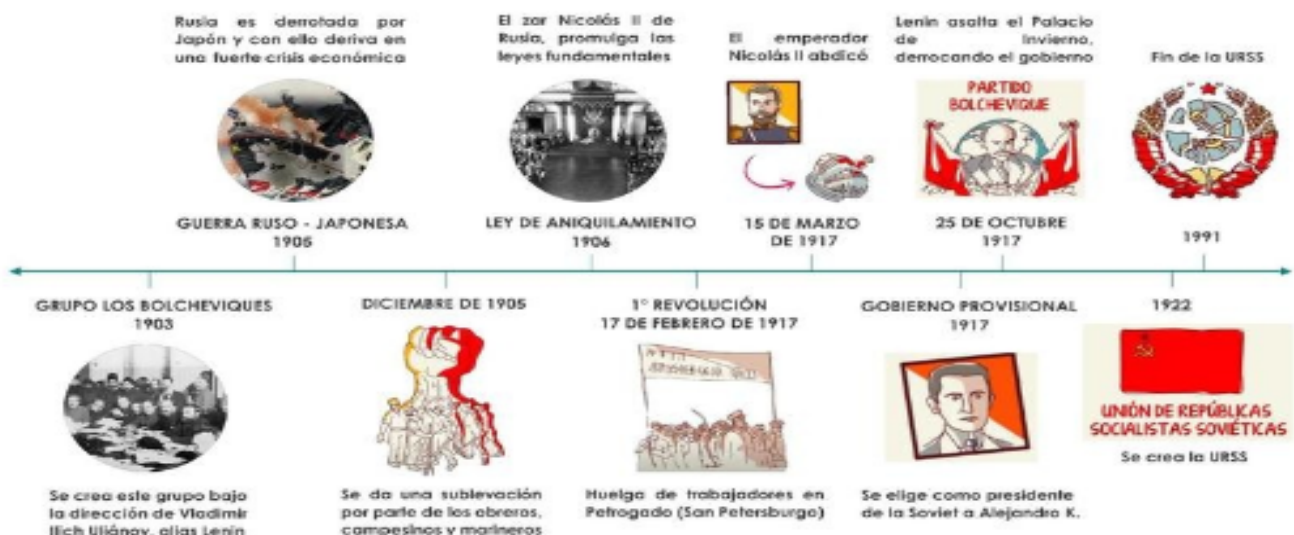 Rusia es derrotada por
Japón y con ello deriva en
una fuerte crisis económica
GUERRA RUSO - JAPONESA
1905
El zar Nicolás II de
Rusia, promulga las
leyes fundamentales
LEY DE ANIQUILAMIENTO
1906
El emperador
Nicolás II abdicó
15 DE MARZO
DE 1917
Lenin asalta el Palacio
de Invierno,
derrocando el gobierno
PARTIDO
BOLCHEVIQUE
25 DE OCTUBRE
1917
Fin de la URSS
1991
GRUPO LOS BOLCHEVIQUES
1903
Se crea este grupo bajo
la dirección de Vladimir
Ilich Uliánov, alias Lenin
DICIEMBRE DE 1905
Se da una sublevación
por parte de los obreros,
campesinos y marineros
1° REVOLUCIÓN
17 DE FEBRERO DE 1917
Huelga de trabajadores en
Petrogado (San Petersburgo)
GOBIERNO PROVISIONAL
1917
Se elige como presidente
de la Soviet a Alejandro K.
1922
UNIÓN DE REPÚBLICAS
SOCIALISTAS SOVIÉTICAS
Se crea la URSS